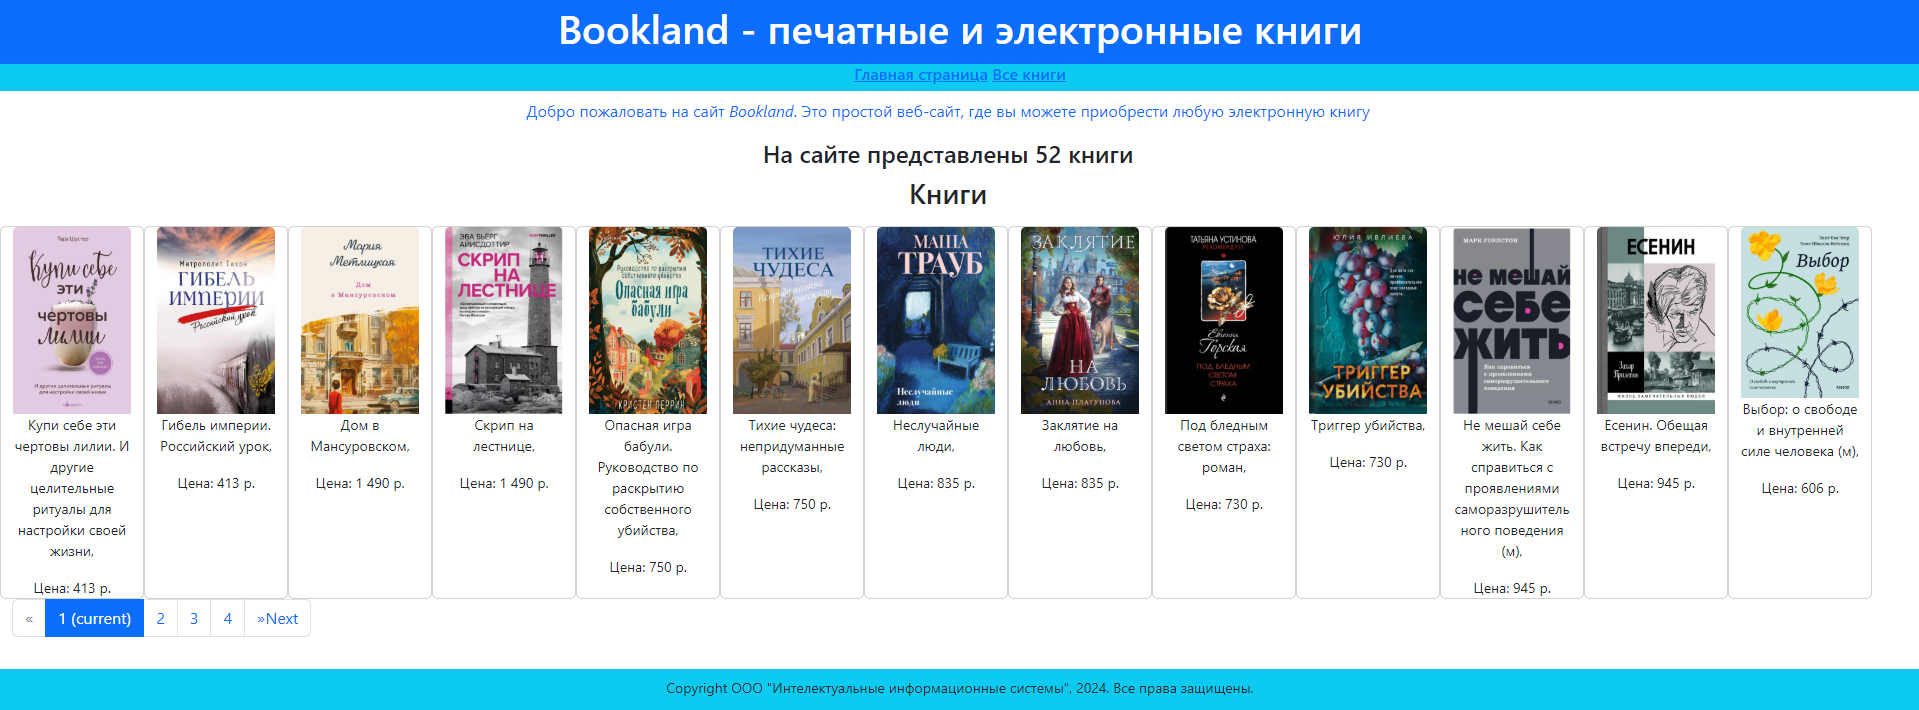 Bookland - печатные и электронные книги
Главная страница Все книги
Добро пожаловать на сайт Bookland. Это простой веб-сайт, где вы можете приобрести любую электронную книгу
На сайте представлены 52 книги
Книги
Тара Шустер
Купи себе
эти
чертовы
лилии
И другие целительные ритуалы
для настройки своей жизни
Купи себе эти
чертовы лилии. И
другие
целительные
ритуалы для
настройки своей
жизни,
Цена: 413 р.
Митрополит Тихон
ГИБЕЛЬ
ИМПЕРИИ
Российский урок
Гибель империи.
Российский урок,
Цена: 413 р.
Мария
Метлицкая
Дом
в Мансуровском
Дом в
Мансуровском,
Цена: 1 490 р.
ЭВА БЬЁРГ
АЙИСДОТТИР
СКРИП
НА
ЛЕСТНИЦЕ
Скрип на
лестнице,
Цена: 1 490 р.
Руководство по раскрытию
собственного убийства
Опасная игра
бабули
КРИСТЕН ПЕРРИН
Опасная игра
бабули.
Руководство по
раскрытию
собственного
убийства,
Цена: 750 р.
ТИХИЕ
ЧУДЕСА
непридуманные
рассказы
Тихие чудеса:
непридуманные
рассказы,
Цена: 750 р.
МАША
ТРАУБ
Неслучайные
люди
Неслучайные
люди,
Цена: 835 р.
ЗАКЛЯТИЕ
НА
ЛЮБОВЬ
АННА ПЛАТУНОВА
Заклятие на
любовь,
Цена: 835 р.
ТАТЬЯНА УСТИНОВА
РЕКОМЕНДУЕТ
Евгения
Горская
ПОД БЛЕДНЫМ
СВЕТОМ
СТРАХА
Под бледным
светом страха:
роман,
Цена: 730 р.
ЮЛИЯ ИВЛИЕВА
ТРИГГЕР
УБИЙСТВА
Триггер убийства,
Цена: 730 р.
МАРК ГОУЛСТОН
НЕ МЕШАЙ
СЕБЕ
ЖИТЬ
Как справиться
с проявлениями
саморазрушительного
поведения
Не мешай себе
жить. Как
справиться с
проявлениями
саморазрушитель
ного поведения
(м),
Цена: 945 р.
ЕСЕНИН
Захар
Прилепин
ЖИЗНЬ ЗАМЕЧАТЕЛЬНЫХ ЛЮДЕЙ
Есенин. Обещая
встречу впереди,
Цена: 945 р.
Выбор
Выбор: о свободе
и внутренней
силе человека (м),
Цена: 606 р.
« 1 (current) 2 3 4 »Next
Copyright ООО "Интелектуальные информационные системы", 2024. Все права защищены.